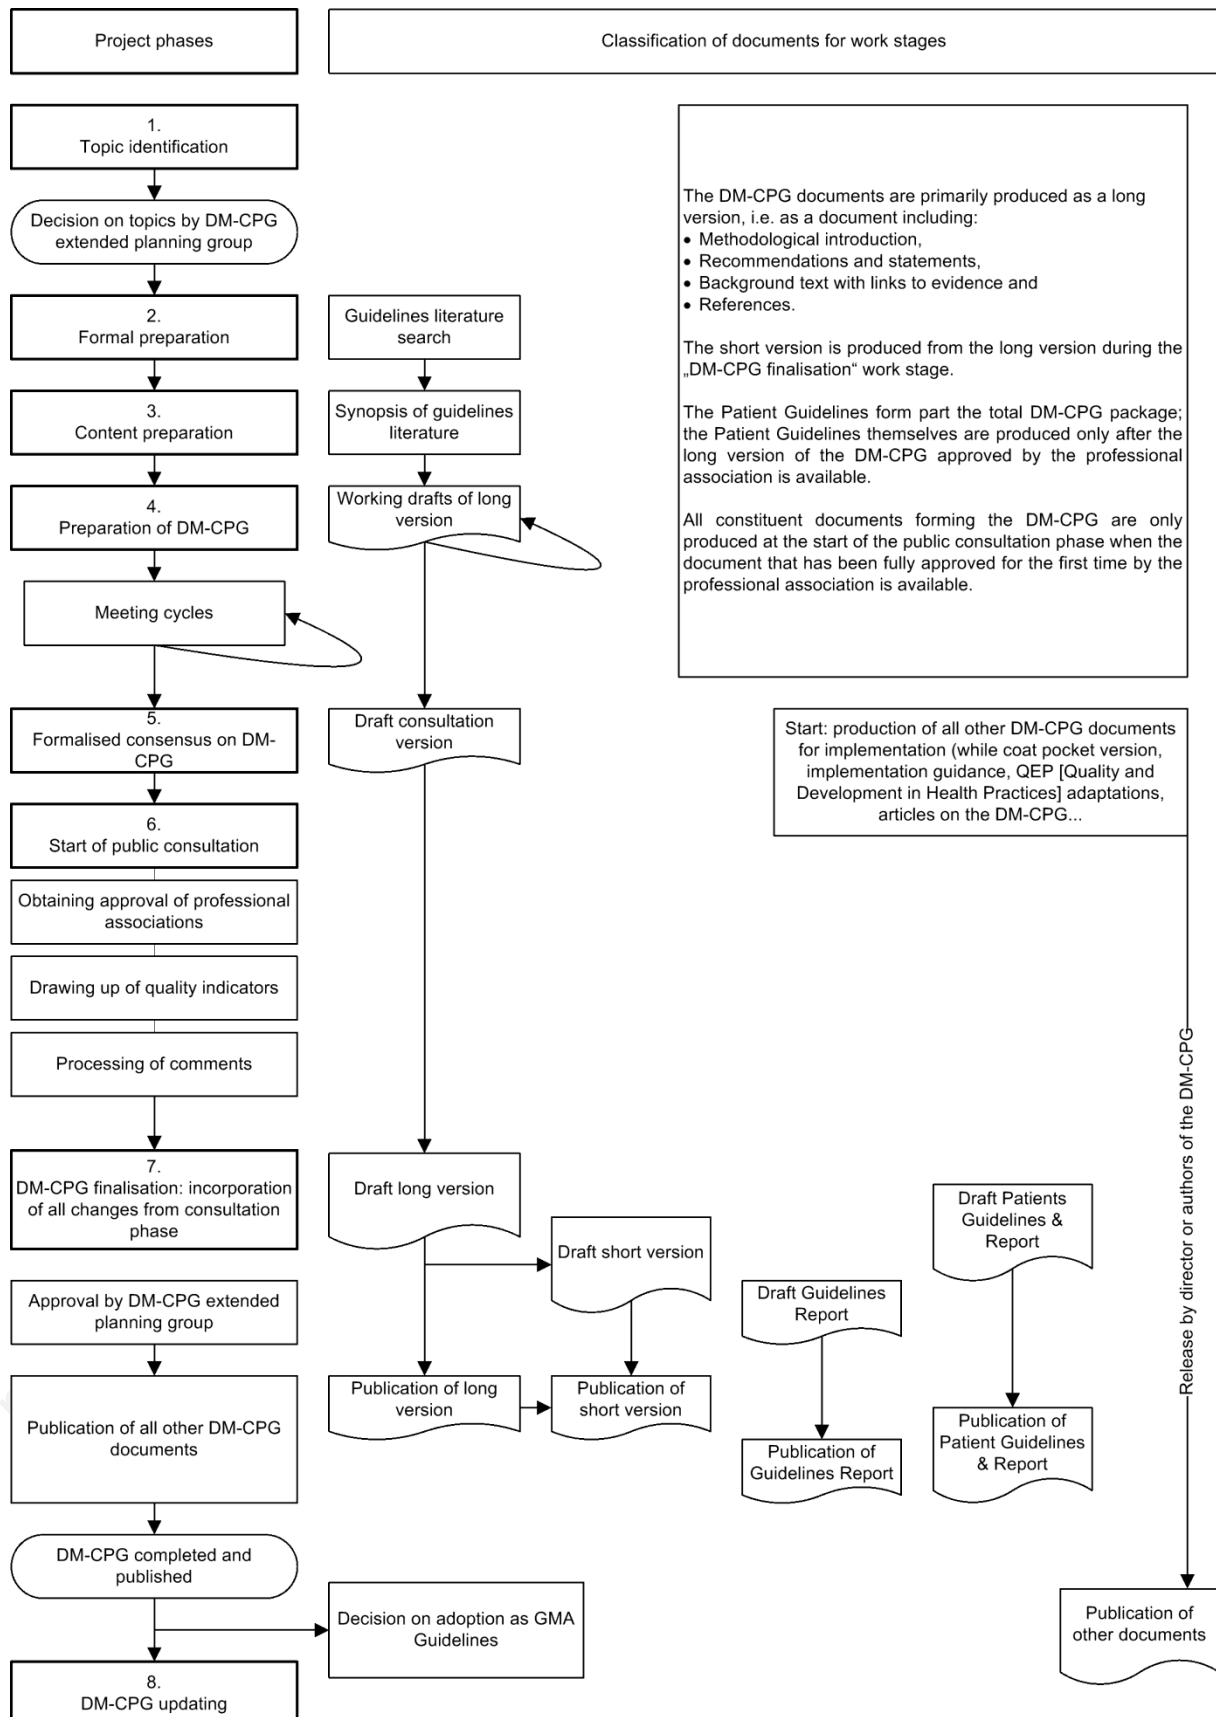 Project phases
Classification of documents for work stages
1.
Topic identification
Decision on topics by DM-CPG
extended planning group
The DM-CPG documents are primarily produced as a long
version, i.e. as a document including:
• Methodological introduction,
• Recommendations and statements,
• Background text with links to evidence and
• References.
The short version is produced from the long version during the
„DM-CPG finalisation“ work stage.
The Patient Guidelines form part the total DM-CPG package;
the Patient Guidelines themselves are produced only after the
long version of the DM-CPG approved by the professional
association is available.
All constituent documents forming the DM-CPG are only
produced at the start of the public consultation phase when the
document that has been fully approved for the first time by the
professional association is available.
2.
Formal preparation
Guidelines literature
search
3.
Content preparation
Synopsis of guidelines
literature
4.
Preparation of DM-CPG
Working drafts of long
version
Meeting cycles
5.
Formalised consensus on DM-
CPG
Draft consultation
version
Start: production of all other DM-CPG documents
for implementation (while coat pocket version,
implementation guidance, QEP [Quality and
Development in Health Practices] adaptations,
articles on the DM-CPG...
6.
Start of public consultation
Obtaining approval of professional
associations
Drawing up of quality indicators
Processing of comments
Release by director or authors of the DM-CPG
7.
DM-CPG finalisation: incorporation
of all changes from consultation
phase
Draft long version
Draft short version
Draft Guidelines
Report
Draft Patients
Guidelines &
Report
Approval by DM-CPG extended
planning group
Publication of all other DM-CPG
documents
Publication of long
version
Publication of
short version
Publication of
Guidelines Report
Publication of
Patient Guidelines
& Report
DM-CPG completed and
published
Decision on adoption as GMA
Guidelines
Publication of
other documents
8.
DM-CPG updating